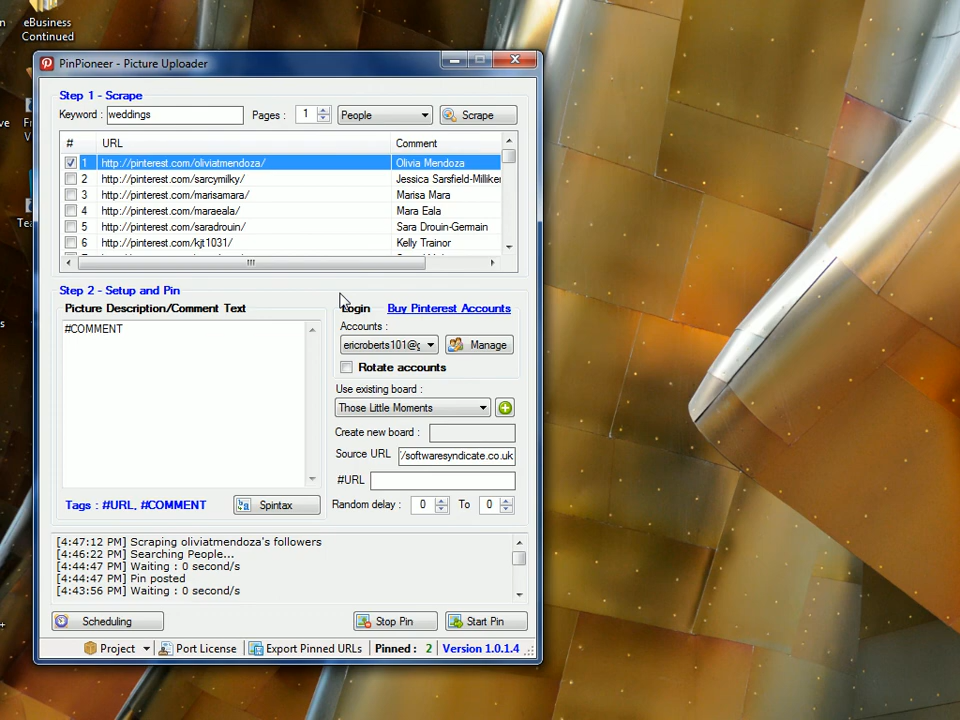 eBusiness
Continued
PinPioneer - Picture Uploader
Step 1 - Scrape
Keyword : weddings Pages : 1 People Scrape
# URL Comment
1 http://pinterest.com/oliviatmendoza/ Olivia Mendoza
2 http://pinterest.com/sarcymilky/ Jessica Sarsfield-Milliker
3 http://pinterest.com/marisamara/ Marisa Mara
4 http://pinterest.com/maraeala/ Mara Eala
5 http://pinterest.com/saradrouin/ Sara Drouin-Germain
6 http://pinterest.com/kjt1031/ Kelly Trainor
Step 2 - Setup and Pin
Picture Description/Comment Text
#COMMENT
Tags : #URL, #COMMENT Spintax
Login Buy Pinterest Accounts
Accounts :
ericroberts101@g Manage
Rotate accounts
Use existing board :
Those Little Moments
Create new board :
Source URL /softwaresyndicate.co.uk
#URL
Random delay : 0 To 0
[4:47:12 PM] Scraping oliviatmendoza's followers
[4:46:22 PM] Searching People...
[4:44:47 PM] Waiting : 0 second/s
[4:44:47 PM] Pin posted
[4:43:56 PM] Waiting : 0 second/s
Scheduling Stop Pin Start Pin
Project Port License Export Pinned URLs Pinned : 2 Version 1.0.1.4